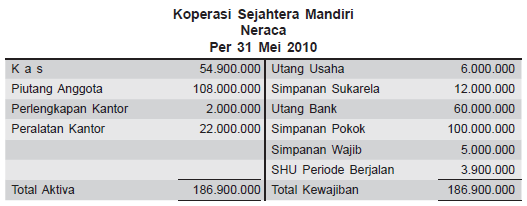 Koperasi Sejahtera Mandiri
Neraca
Per 31 Mei 2010
K a s 54.900.000 Utang Usaha 6.000.000
Piutang Anggota 108.000.000 Simpanan Sukarela 12.000.000
Perlengkapan Kantor 2.000.000 Utang Bank 60.000.000
Peralatan Kantor 22.000.000 Simpanan Pokok 100.000.000
Simpanan Wajib 5.000.000
SHU Periode Berjalan 3.900.000
Total Aktiva 186.900.000 Total Kewajiban 186.900.000